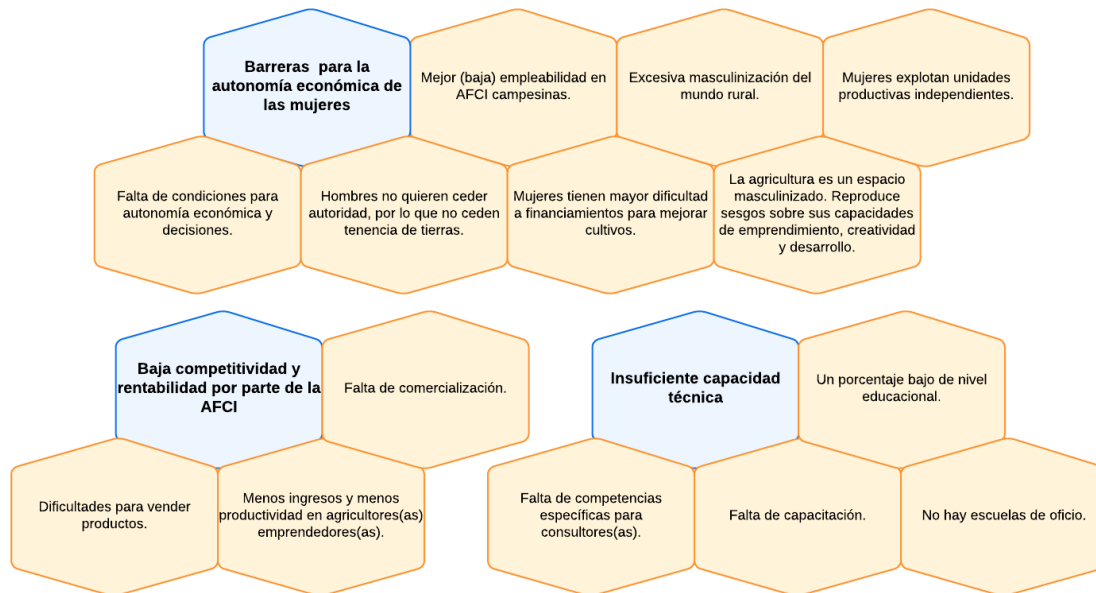 Barreras para la
autonomía económica de
las mujeres
Mejor (baja) empleabilidad en
AFCI campesinas.
Excesiva masculinización del
mundo rural.
Mujeres explotan unidades
productivas independientes.
Falta de condiciones para
autonomía económica y
decisiones.
Hombres no quieren ceder
autoridad, por lo que no ceden
tenencia de tierras.
Mujeres tienen mayor dificultad
a financiamientos para mejorar
cultivos.
La agricultura es un espacio
masculinizado. Reproduce
sesgos sobre sus capacidades
de emprendimiento, creatividad
y desarrollo.
Baja competitividad y
rentabilidad por parte de la
AFCI
Falta de comercialización.
Dificultades para vender
productos.
Menos ingresos y menos
productividad en agricultores(as)
emprendedores(as).
Insuficiente capacidad
técnica
Un porcentaje bajo de nivel
educacional.
Falta de competencias
específicas para
consultores(as).
Falta de capacitación.
No hay escuelas de oficio.